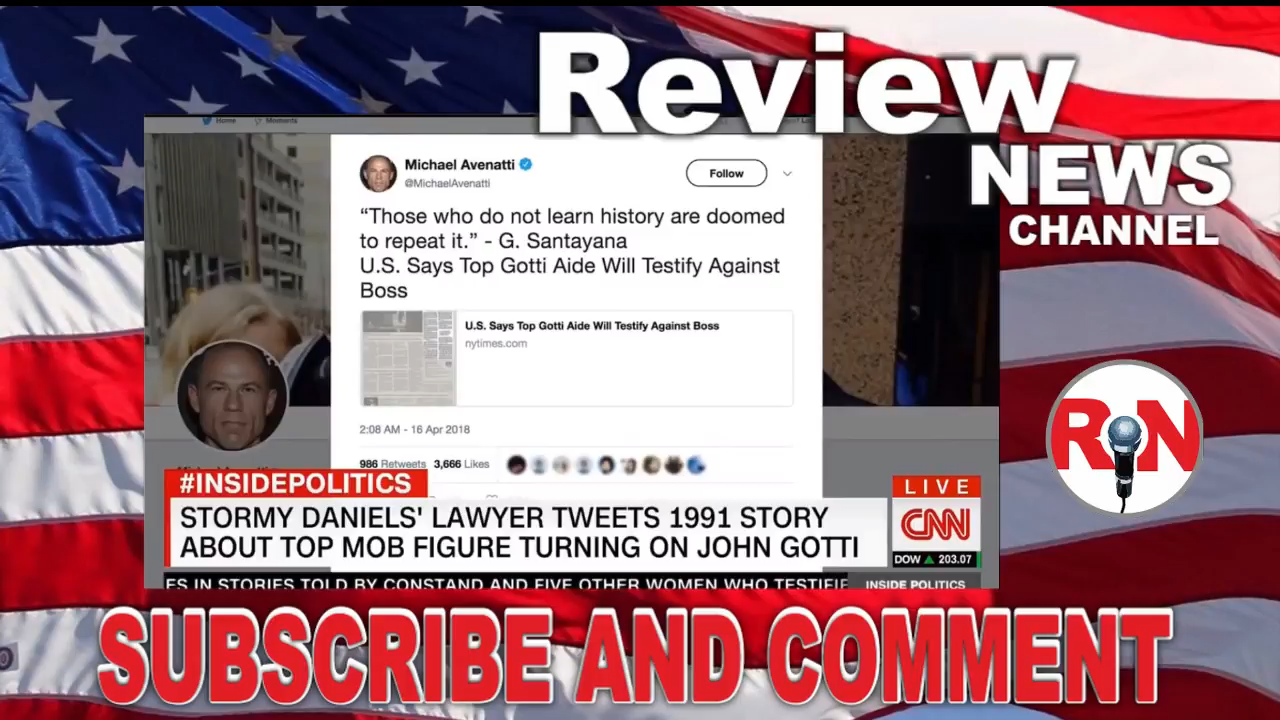 Review
NEWS
CHANNEL
Home Moments
Michael Avenatti
@MichaelAvenatti
Follow
“Those who do not learn history are doomed
to repeat it.” - G. Santayana
U.S. Says Top Gotti Aide Will Testify Against
Boss
U.S. Says Top Gotti Aide Will Testify Against Boss
nytimes.com
2:08 AM - 16 Apr 2018
986 Retweets 3,666 Likes
RN
#INSIDEPOLITICS
STORMY DANIELS' LAWYER TWEETS 1991 STORY
ABOUT TOP MOB FIGURE TURNING ON JOHN GOTTI
LIVE
CNN
DOW ▲ 203.07
ES IN STORIES TOLD BY CONSTAND AND FIVE OTHER WOMEN WHO TESTIFIE
INSIDE POLITICS
SUBSCRIBE AND COMMENT